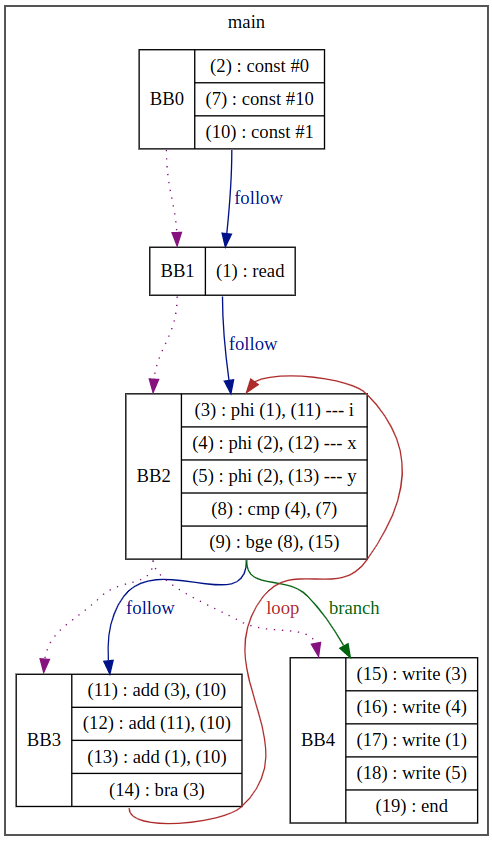 main
BB0
(2) : const #0
(7) : const #10
(10) : const #1
follow
BB1
(1) : read
follow
BB2
(3) : phi (1), (11) --- i
(4) : phi (2), (12) --- x
(5) : phi (2), (13) --- y
(8) : cmp (4), (7)
(9) : bge (8), (15)
follow
loop
branch
BB3
(11) : add (3), (10)
(12) : add (11), (10)
(13) : add (1), (10)
(14) : bra (3)
BB4
(15) : write (3)
(16) : write (4)
(17) : write (1)
(18) : write (5)
(19) : end